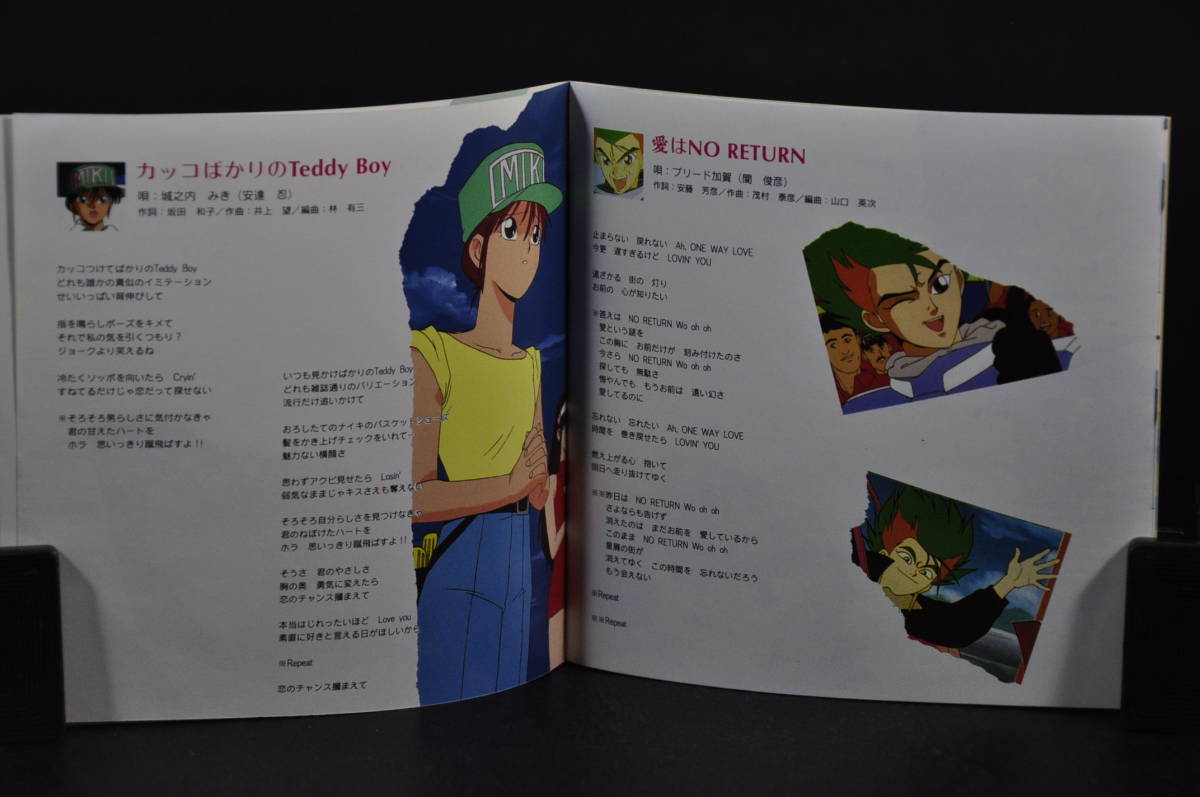 カッコばかりのTeddy Boy
唄：城之内　みき（安達　忍）
作詞：坂田　和子／作曲：井上　望／編曲：林　有三
カッコつけてばかりのTeddy Boy
どれも誰かの真似のイミテーション
せいいっぱい背伸びして
指を鳴らしポーズをキメて
それで私の気を引くつもり？
ジョークより笑えるね
冷たくソッポを向いたら　Cryin'
すねてるだけじゃ恋だって探せない
※そろそろ男らしさに気付かなきゃ
君の甘えたハートを
ホラ　思いっきり蹴飛ばすよ！！
いつも見かけばかりのTeddy Boy
どれも雑誌通りのバリエーション
流行だけ追いかけて
おろしたてのナイキのバスケットシューズ
髪をかき上げチェックをいれて…
魅力ない横顔さ
思わずアクビ見せたら　Losin'
弱気なままじゃキスさえも奪えない
そろそろ自分らしさを見つけなきゃ
君のねぼけたハートを
ホラ　思いっきり蹴飛ばすよ！！
そうさ　君のやさしさ
胸の奥　勇気に変えたら
恋のチャンス掴まえて
本当はじれったいほど　Love you
素直に好きと言える日がほしいから
※Repeat
恋のチャンス掴まえて
MIKI
MIKI
愛はNO RETURN
唄：ブリード加賀（関　俊彦）
作詞：安藤　芳彦／作曲：茂村　泰彦／編曲：山口　英次
止まらない　戻れない　Ah, ONE WAY LOVE
今更　遅すぎるけど　LOVIN' YOU
遠ざかる　街の　灯り
お前の　心が知りたい
※答えは　NO RETURN Wo oh oh
愛という謎を
この胸に　お前だけが　刻み付けたのさ
今さら　NO RETURN Wo oh oh
探しても　無駄さ
悔やんでも　もうお前は　遠い幻さ
愛してるのに
忘れない　忘れたい　Ah, ONE WAY LOVE
時間を　巻き戻せたら　LOVIN' YOU
燃え上がる心　抱いて
明日へ走り抜けてゆく
※※昨日は　NO RETURN Wo oh oh
さよならも告げず
消えたのは　まだお前を　愛しているから
このまま　NO RETURN Wo oh oh
星屑の街が
消えてゆく　この時間を　忘れないだろう
もう会えない
※Repeat
※※Repeat